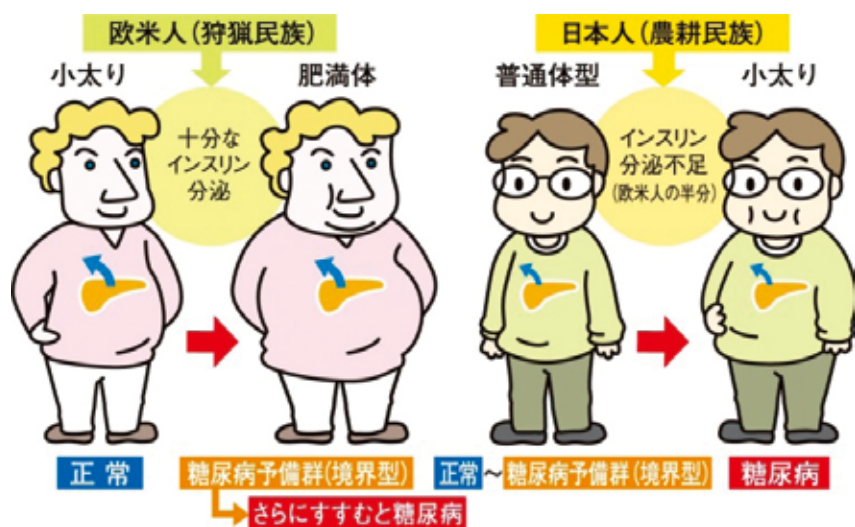 欧米人(狩猟民族)
小太り
肥満体
十分な
インスリン
分泌
正常
糖尿病予備群(境界型)
さらにすすむと糖尿病
日本人(農耕民族)
普通体型
小太り
インスリン
分泌不足
(欧米人の半分)
正常～糖尿病予備群(境界型)
糖尿病